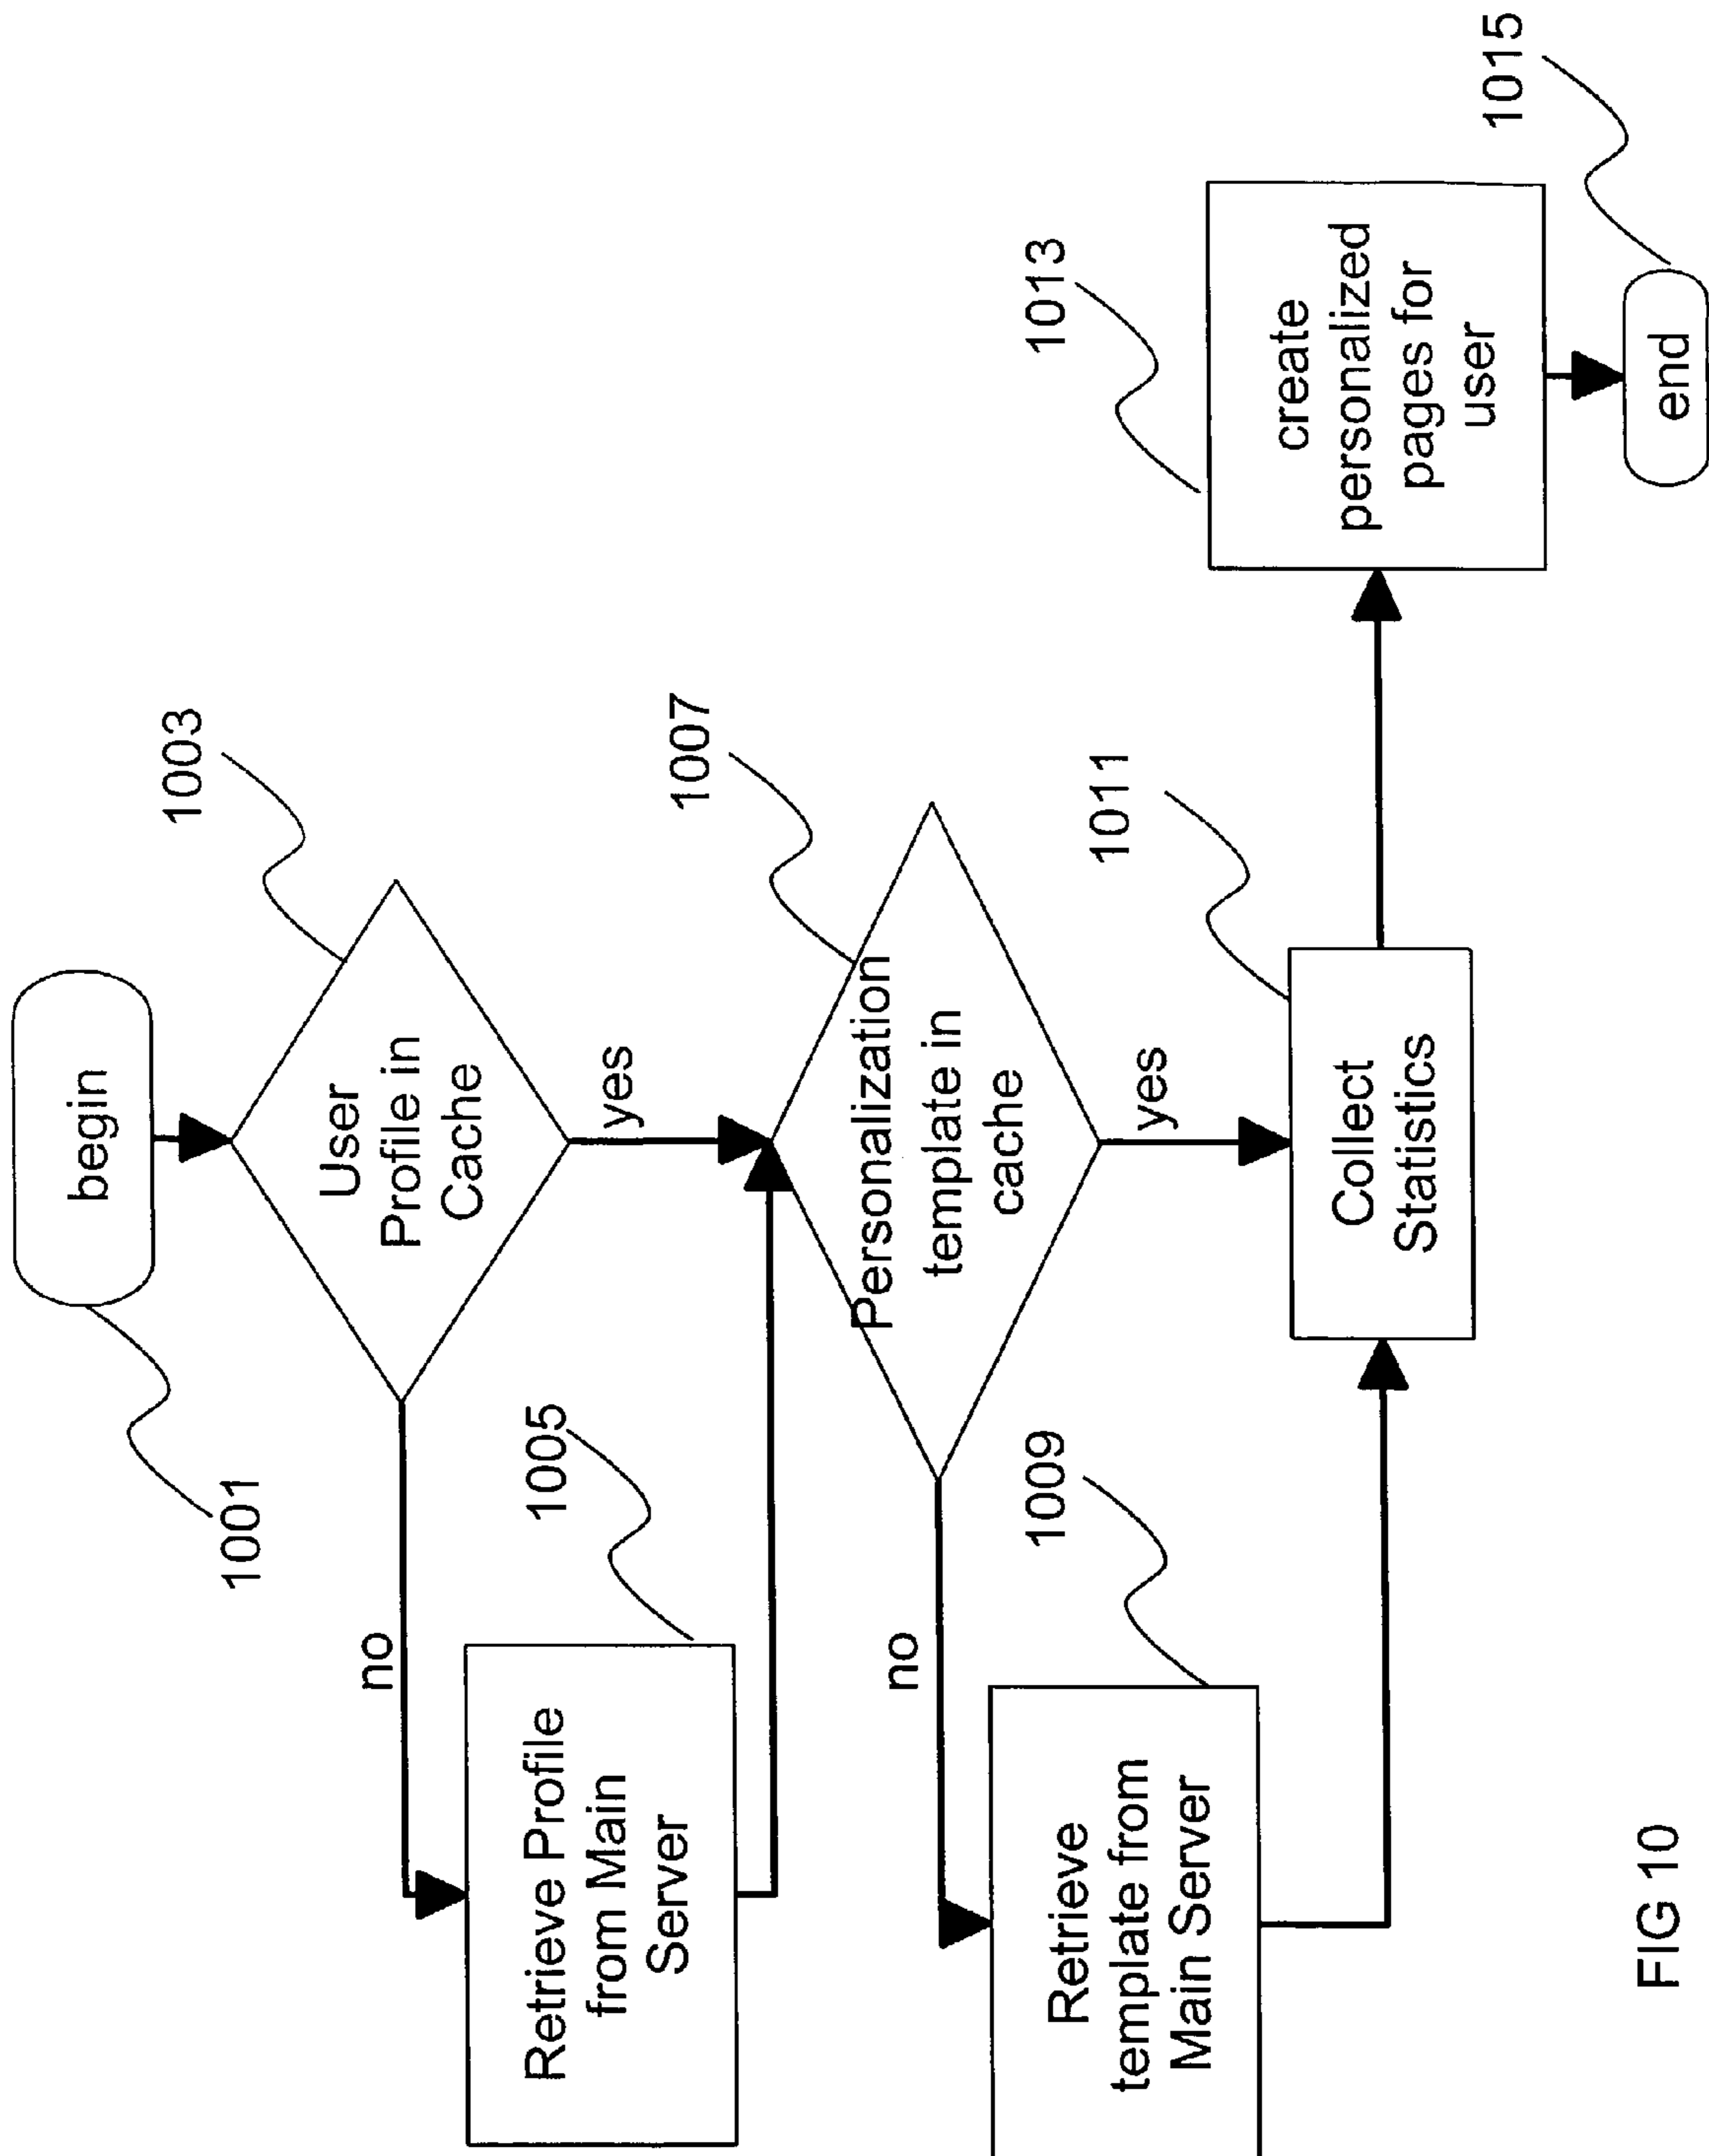 begin
1001
User
Profile in
Cache
1003
no
yes
Retrieve Profile
from Main
Server
1005
Personalization
template in
cache
1007
no
yes
Retrieve
template from
Main Server
1009
Collect
Statistics
1011
create
personalized
pages for
user
1013
end
1015
FIG 10